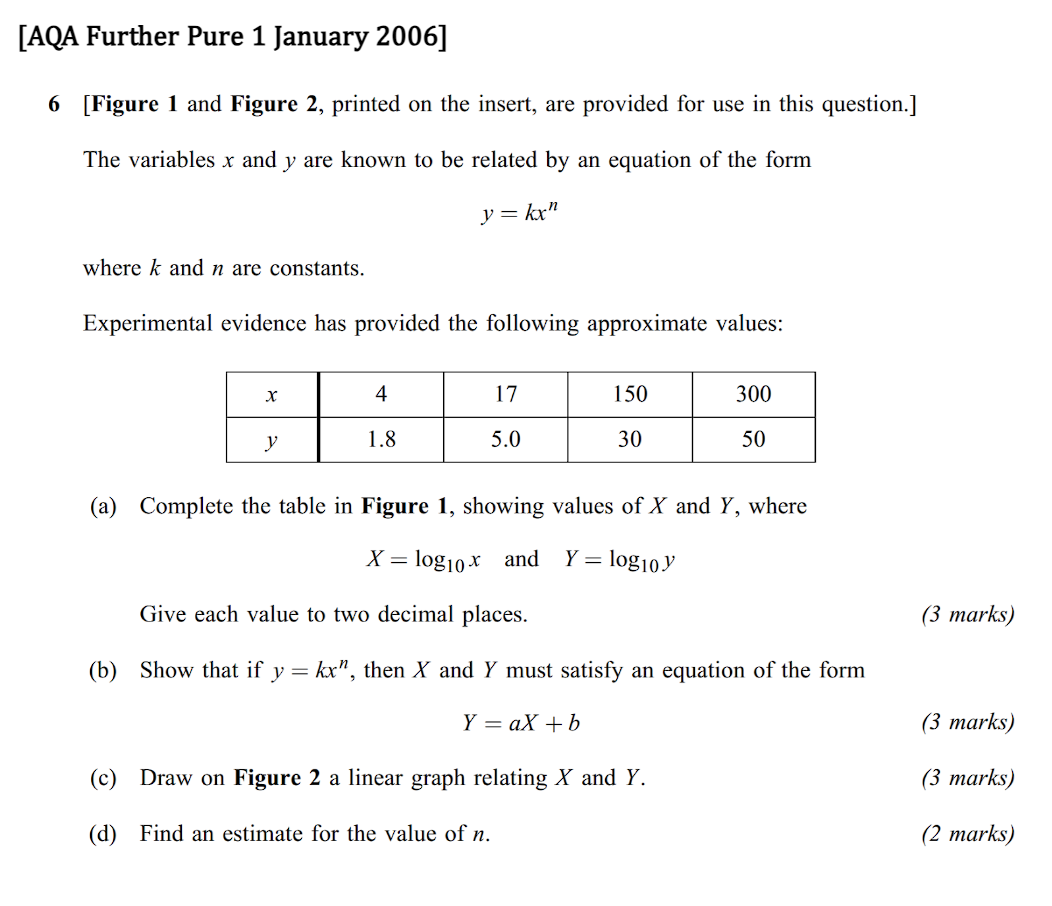 [AQA Further Pure 1 January 2006]
6 [Figure 1 and Figure 2, printed on the insert, are provided for use in this question.]
The variables x and y are known to be related by an equation of the form
y = kxⁿ
where k and n are constants.
Experimental evidence has provided the following approximate values:
x 4 17 150 300
y 1.8 5.0 30 50
(a) Complete the table in Figure 1, showing values of X and Y, where
X = log₁₀ x and Y = log₁₀ y
Give each value to two decimal places. (3 marks)
(b) Show that if y = kxⁿ, then X and Y must satisfy an equation of the form
Y = aX + b (3 marks)
(c) Draw on Figure 2 a linear graph relating X and Y. (3 marks)
(d) Find an estimate for the value of n. (2 marks)